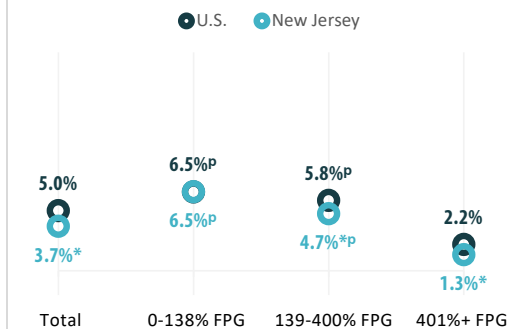 U.S. New Jersey
6.5%ᵖ
5.8%ᵖ
5.0%
2.2%
6.5%ᵖ
4.7%*ᵖ
3.7%*
1.3%*
Total 0-138% FPG 139-400% FPG 401%+ FPG